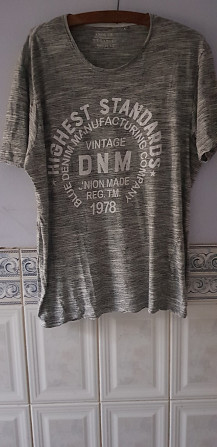 HIGHEST STANDARDS
BLUE DENIM MANUFACTURING COMPANY
VINTAGE
DNM
UNION MADE
REG. TM.
1978